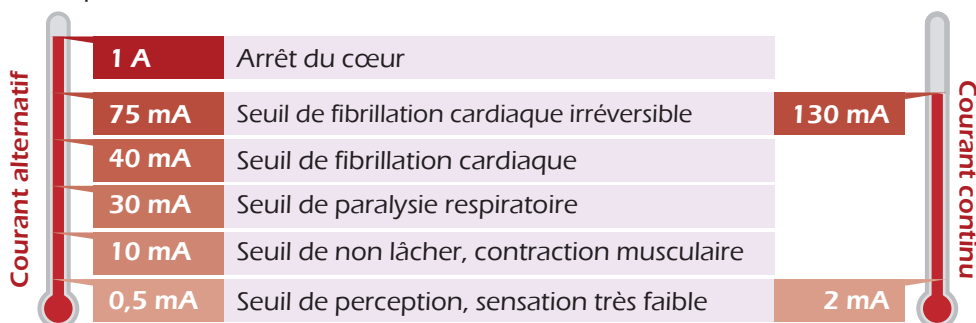 Courant alternatif
1 A Arrêt du cœur
75 mA Seuil de fibrillation cardiaque irréversible 130 mA
40 mA Seuil de fibrillation cardiaque
30 mA Seuil de paralysie respiratoire
10 mA Seuil de non lâcher, contraction musculaire
0,5 mA Seuil de perception, sensation très faible 2 mA
Courant continu